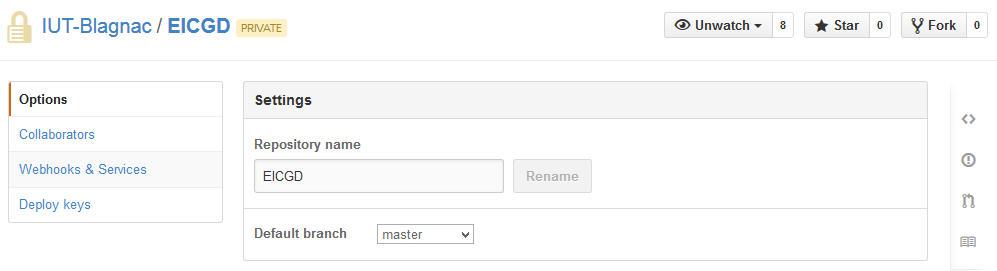 IUT-Blagnac / EICGD PRIVATE
Unwatch 8 Star 0 Fork 0
Options
Collaborators
Webhooks & Services
Deploy keys
Settings
Repository name
EICGD Rename
Default branch master